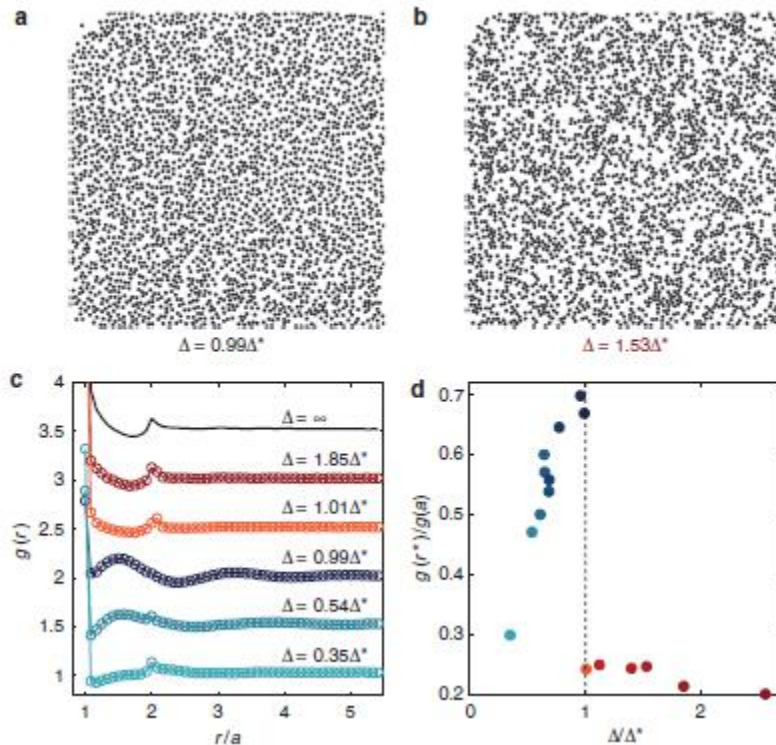 a
b
Δ = 0.99Δ*
Δ = 1.53Δ*
c
4
3.5
3
2.5
2
1.5
1
g(r)
Δ = ∞
Δ = 1.85Δ*
Δ = 1.01Δ*
Δ = 0.99Δ*
Δ = 0.54Δ*
Δ = 0.35Δ*
1 2 3 4 5
r/a
d
0.7
0.6
0.5
0.4
0.3
0.2
g(r*)/g(a)
0 1 2
Δ/Δ*